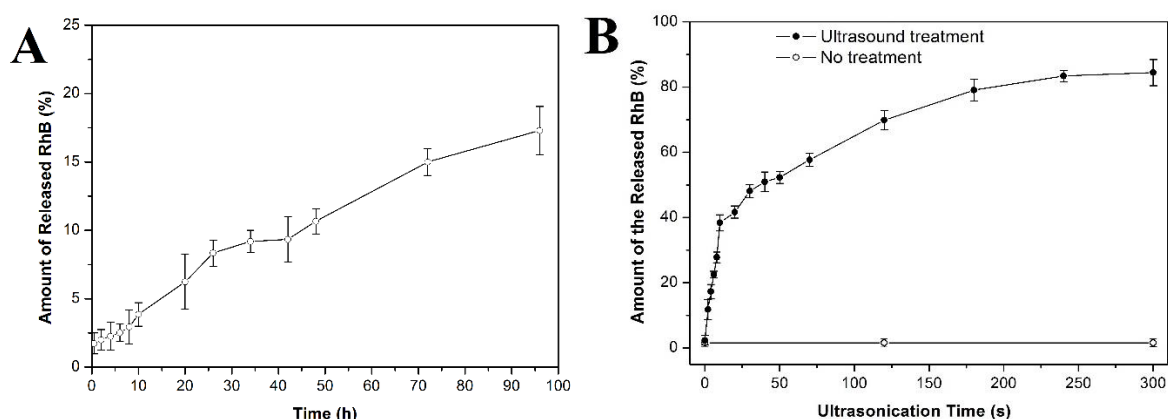 A
Amount of Released RhB (%)
25
20
15
10
5
0
0 10 20 30 40 50 60 70 80 90 100
Time (h)
B
Ultrasound treatment
No treatment
Amount of the Released RhB (%)
100
80
60
40
20
0
0 50 100 150 200 250 300
Ultrasonication Time (s)